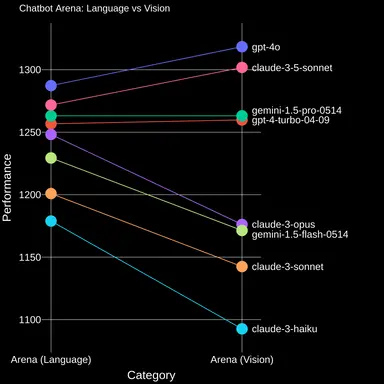 Chatbot Arena: Language vs Vision
gpt-4o
1300
claude-3-5-sonnet
gemini-1.5-pro-0514
gpt-4-turbo-04-09
1250
Performance
1200
claude-3-opus
gemini-1.5-flash-0514
1150
claude-3-sonnet
1100
claude-3-haiku
Arena (Language)
Arena (Vision)
Category